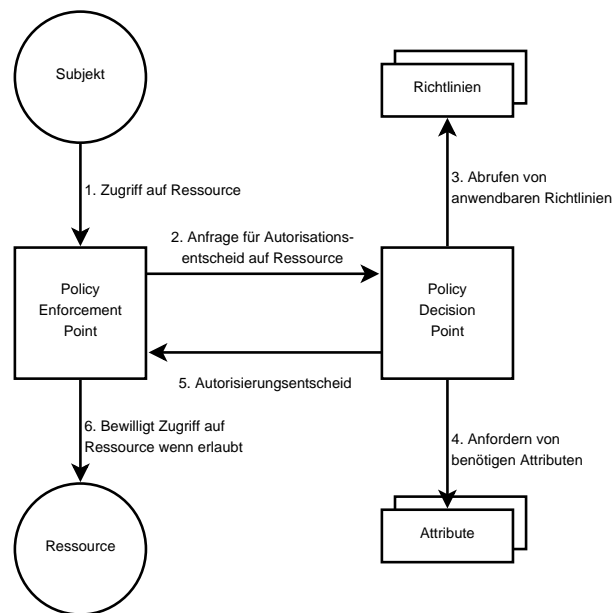 Subjekt
Richtlinien
1. Zugriff auf Ressource
3. Abrufen von
anwendbaren Richtlinien
2. Anfrage für Autorisations-
entscheid auf Ressource
Policy
Enforcement
Point
Policy
Decision
Point
5. Autorisierungsentscheid
6. Bewilligt Zugriff auf
Ressource wenn erlaubt
4. Anfordern von
benötigen Attributen
Ressource
Attribute